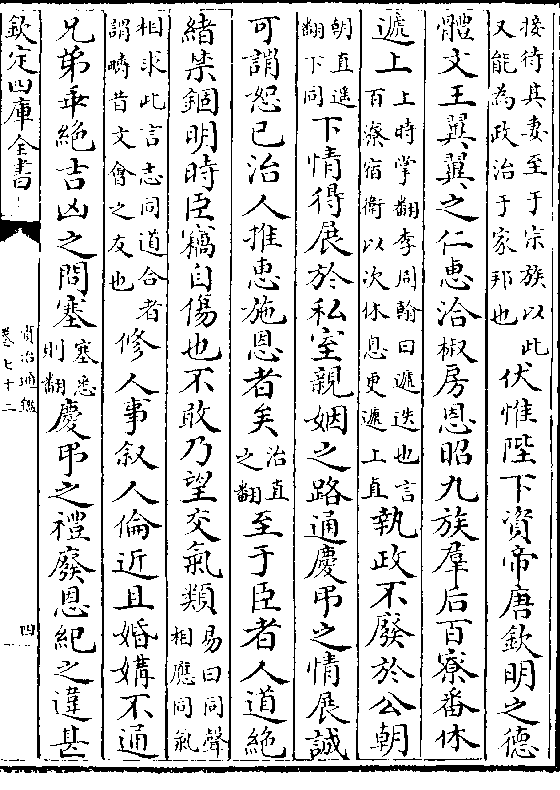 接待其妻至于宗族以此
又能為政治于家邦也
伏惟陛下資帝唐欽明之德
體文王翼翼之仁惠洽椒房恩昭九族羣后百寮番休
遞上
上時掌翻李周翰曰遞迭也言
百寮宿衛以次休息更遞上直
執政不廢於公朝
朝直遥
翻下同
下情得展於私室親姻之路通慶弔之情展誠
可謂恕已治人推惠施恩者矣
治直
之翻
至于臣者人道絶
緒禁錮明時臣竊自傷也不敢乃望交氣類
易曰同聲
相應同氣
相求此言志同道合者
謂疇昔文會之友也
修人事叙人倫近且婚媾不通
兄弟乖絶吉凶之問塞
塞悉
則翻
慶弔之禮廢恩紀之違甚
欽定四庫全書
資治通鑑
卷七十二
四